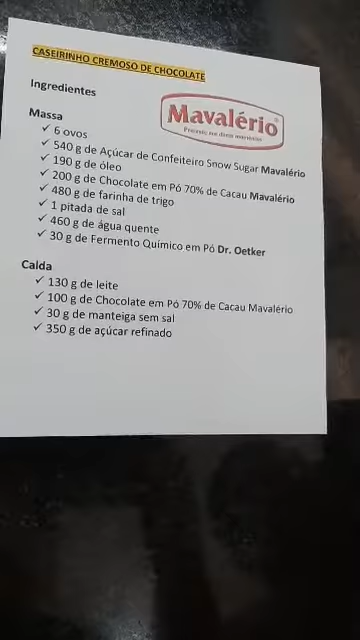 CASEIRINHO CREMOSO DE CHOCOLATE
Ingredientes
Mavalério®
Massa
✓ 6 ovos
✓ 540 g de Açúcar de Confeiteiro Snow Sugar Mavalério
✓ 190 g de óleo
✓ 200 g de Chocolate em Pó 70% de Cacau Mavalério
✓ 480 g de farinha de trigo
✓ 1 pitada de sal
✓ 460 g de água quente
✓ 30 g de Fermento Químico em Pó Dr. Oetker
Calda
✓ 130 g de leite
✓ 100 g de Chocolate em Pó 70% de Cacau Mavalério
✓ 30 g de manteiga sem sal
✓ 350 g de açúcar refinado